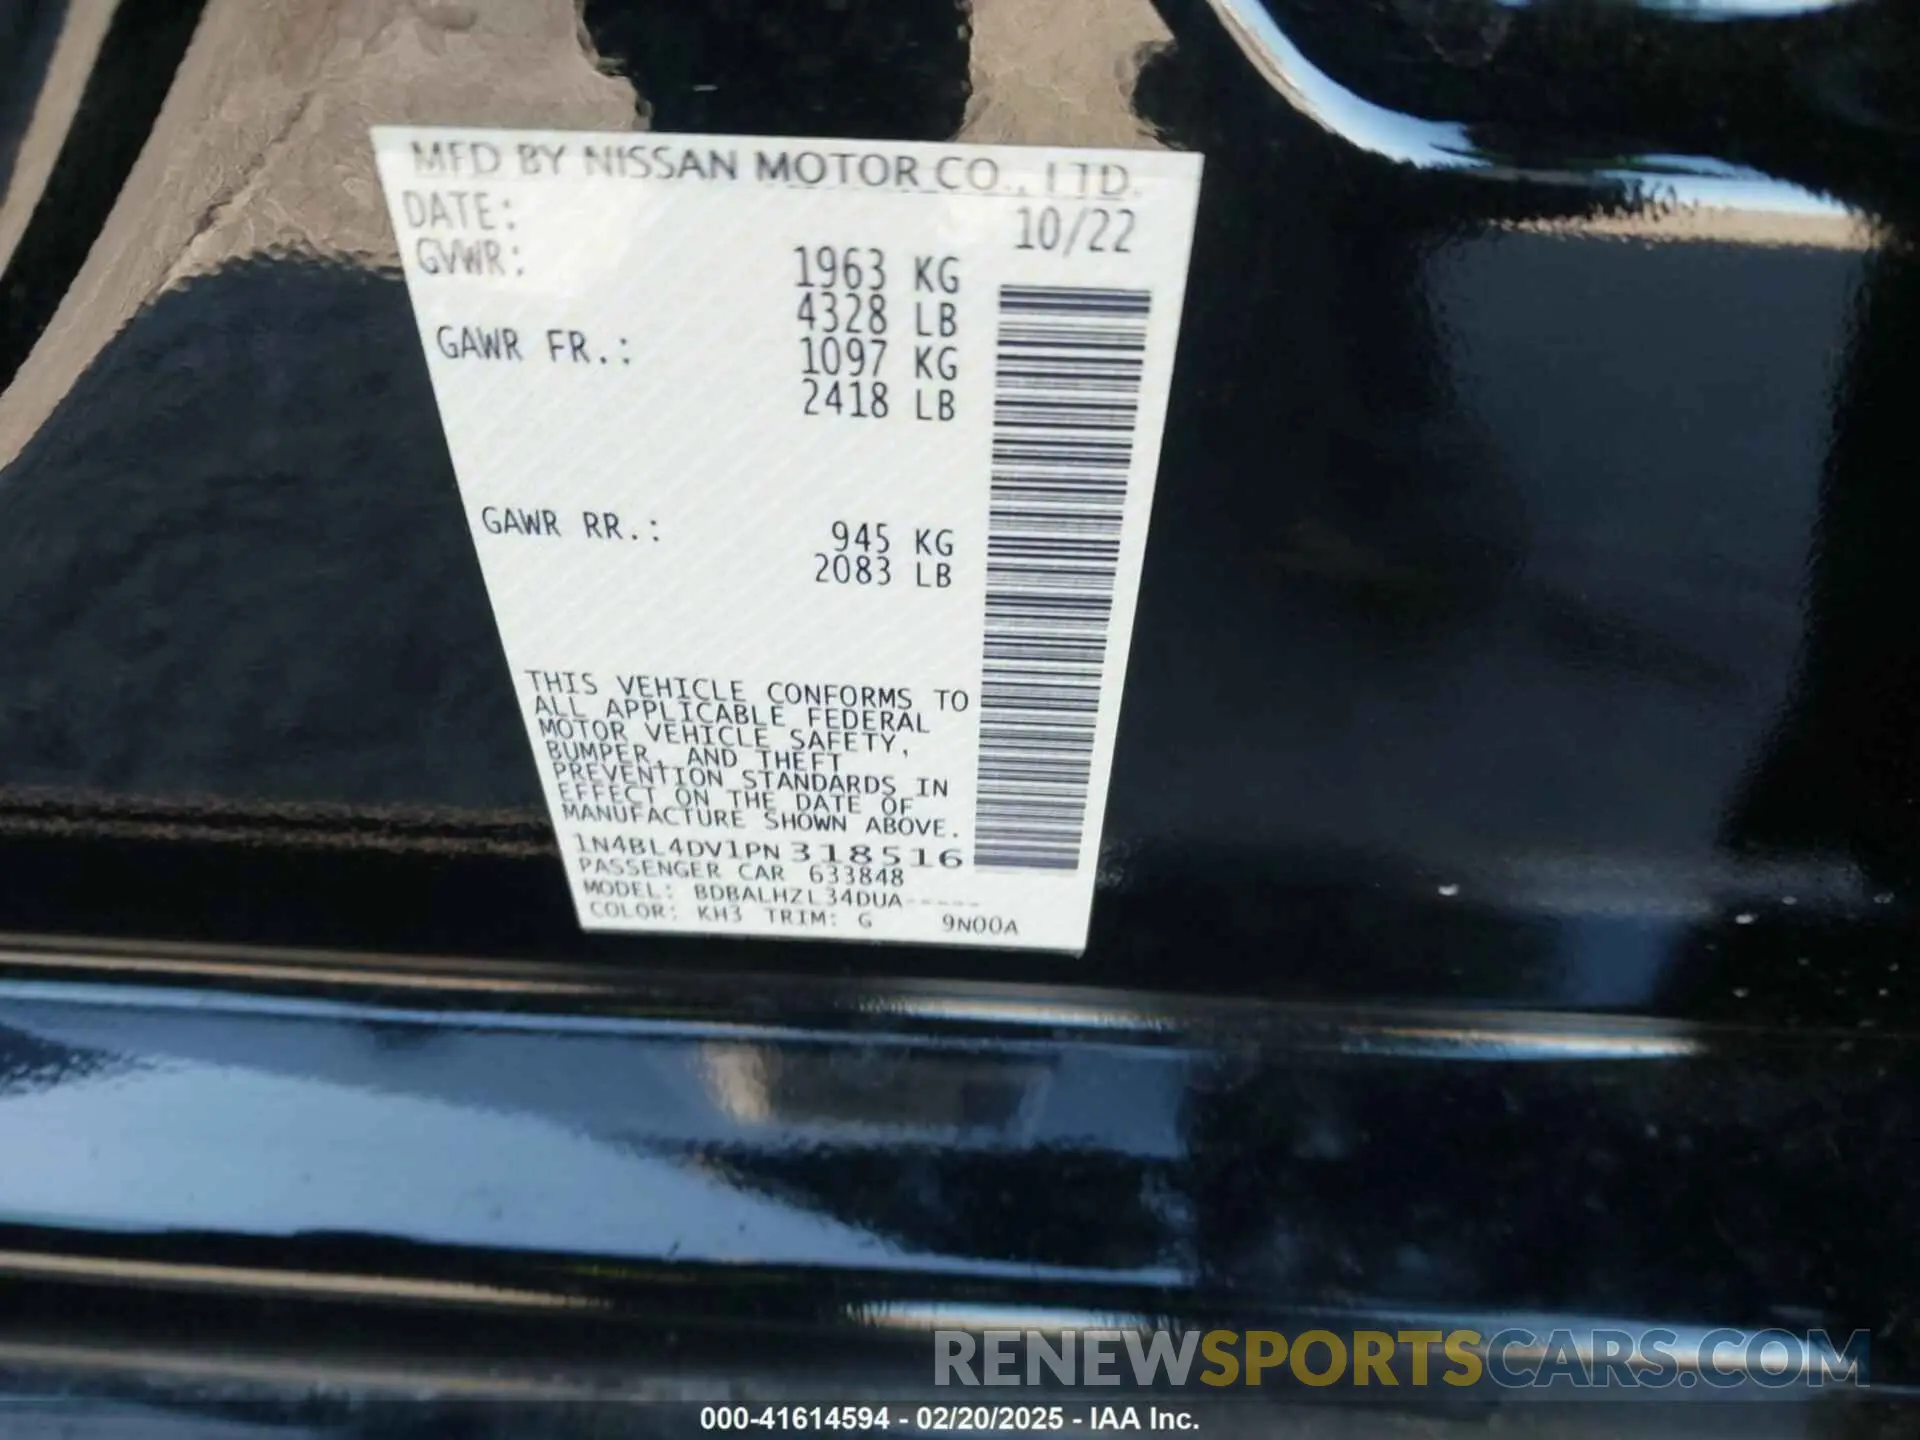 MFD BY NISSAN MOTOR CO., LTD.
DATE: 10/22
GVWR: 1963 KG
4328 LB
GAWR FR.: 1097 KG
2418 LB
GAWR RR.: 945 KG
2083 LB
THIS VEHICLE CONFORMS TO
ALL APPLICABLE FEDERAL
MOTOR VEHICLE SAFETY,
BUMPER, AND THEFT
PREVENTION STANDARDS IN
EFFECT ON THE DATE OF
MANUFACTURE SHOWN ABOVE.
1N4BL4DV1PN318516
PASSENGER CAR 633848
MODEL: BDBALHZL34DUA-----
COLOR: KH3 TRIM: G 9N00A
RENEWSPORTSCARS.COM
000-41614594 - 02/20/2025 - IAA Inc.